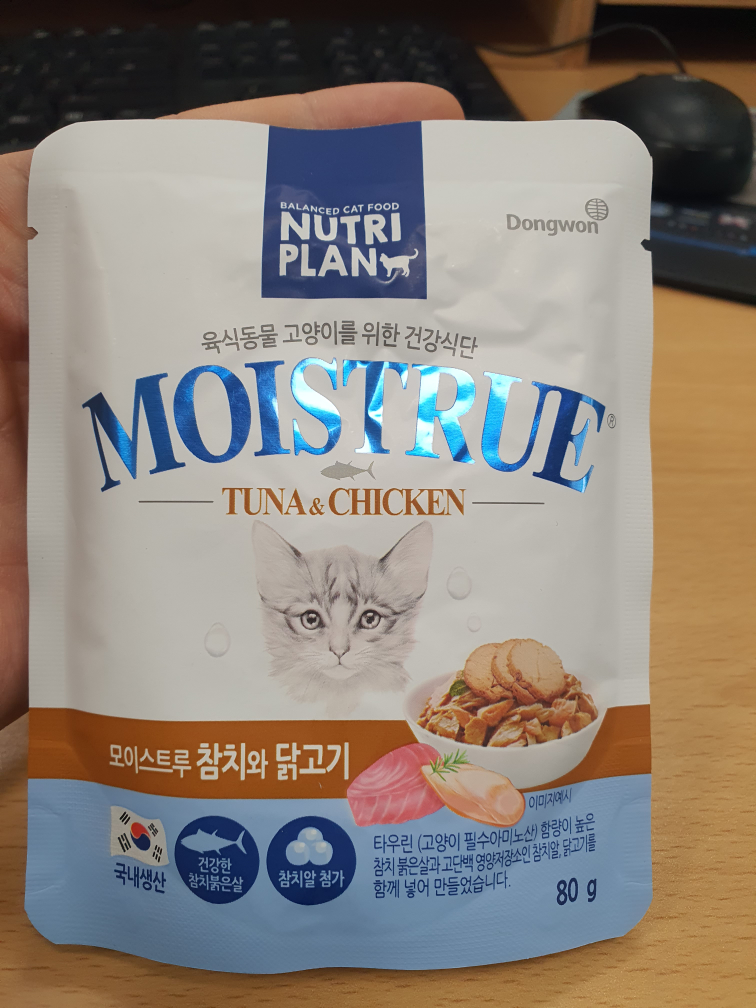 BALANCED CAT FOOD
NUTRI
PLAN
Dongwon
육식동물 고양이를 위한 건강식단
MOISTRUE®
TUNA & CHICKEN
모이스트루 참치와 닭고기
이미지예시
국내생산
건강한
참치붉은살
참치알 첨가
타우린 (고양이 필수아미노산) 함량이 높은
참치 붉은살과 고단백 영양저장소인 참치알, 닭고기를
함께 넣어 만들었습니다.
80 g